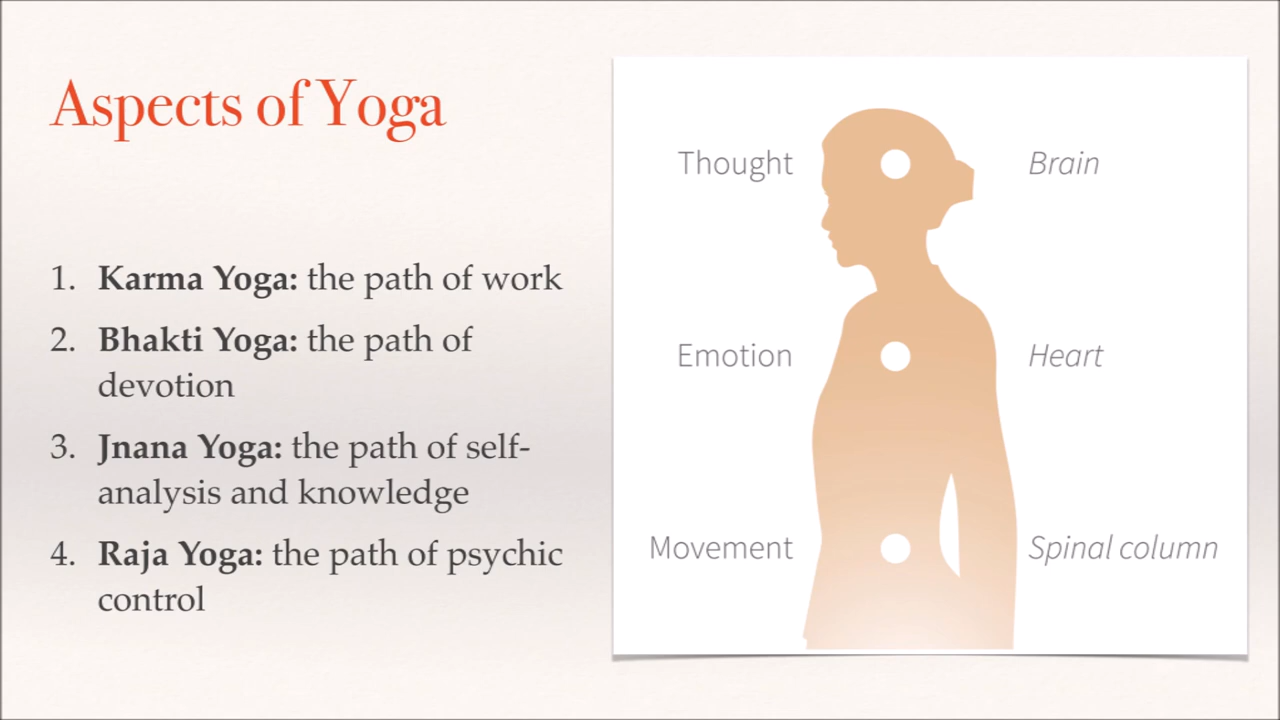 Aspects of Yoga
1. Karma Yoga: the path of work
2. Bhakti Yoga: the path of
devotion
3. Jnana Yoga: the path of self-
analysis and knowledge
4. Raja Yoga: the path of psychic
control
Thought
Brain
Emotion
Heart
Movement
Spinal column